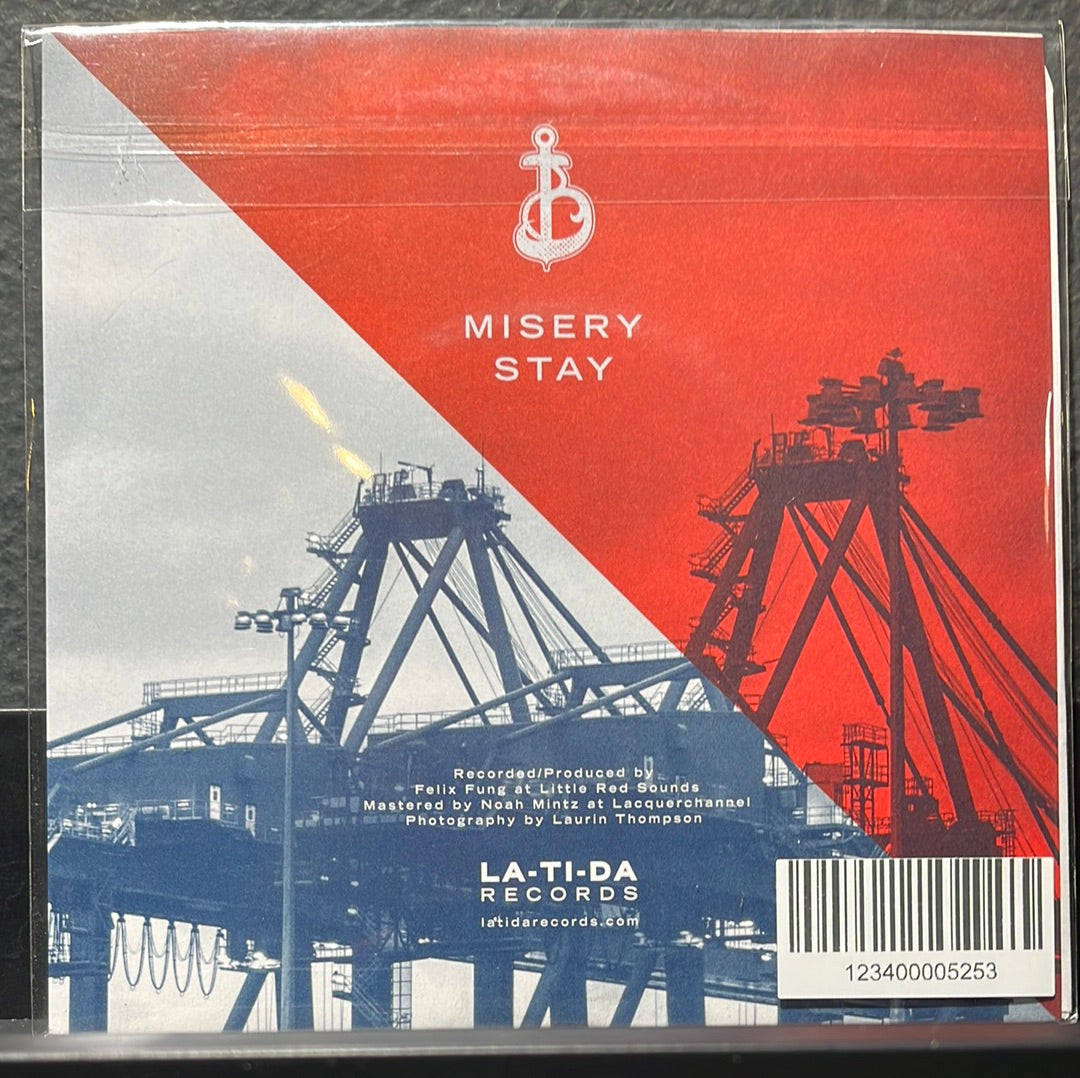 MISERY
STAY
Recorded/Produced by
Felix Fung at Little Red Sounds
Mastered by Noah Mintz at Lacquerchannel
Photography by Laurin Thompson
LA-TI-DA
RECORDS
latidarecords.com
123400005253